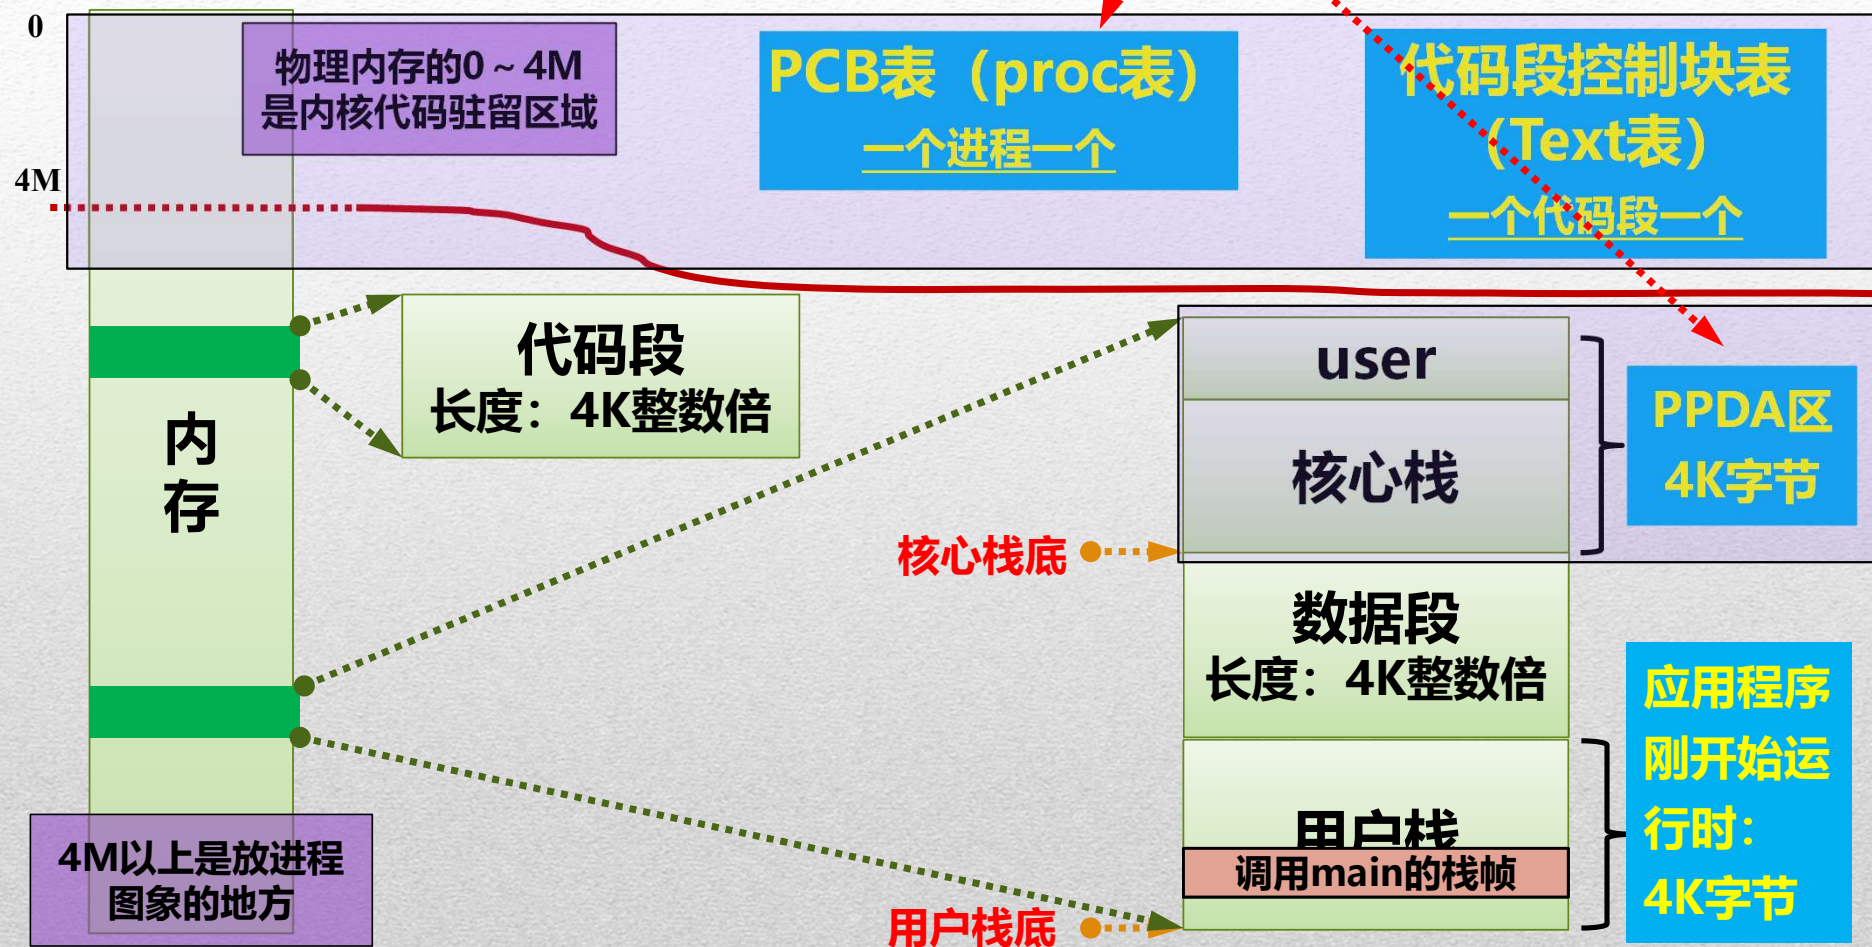 0
物理内存的0~4M
是内核代码驻留区域
PCB表（proc表）
一个进程一个
代码段控制块表
（Text表）
一个代码段一个
4M
代码段
长度：4K整数倍
内
存
user
核心栈
PPDA区
4K字节
核心栈底
数据段
长度：4K整数倍
应用程序
刚开始运
行时：
4K字节
用户栈
调用main的栈帧
用户栈底
4M以上是放进程
图象的地方